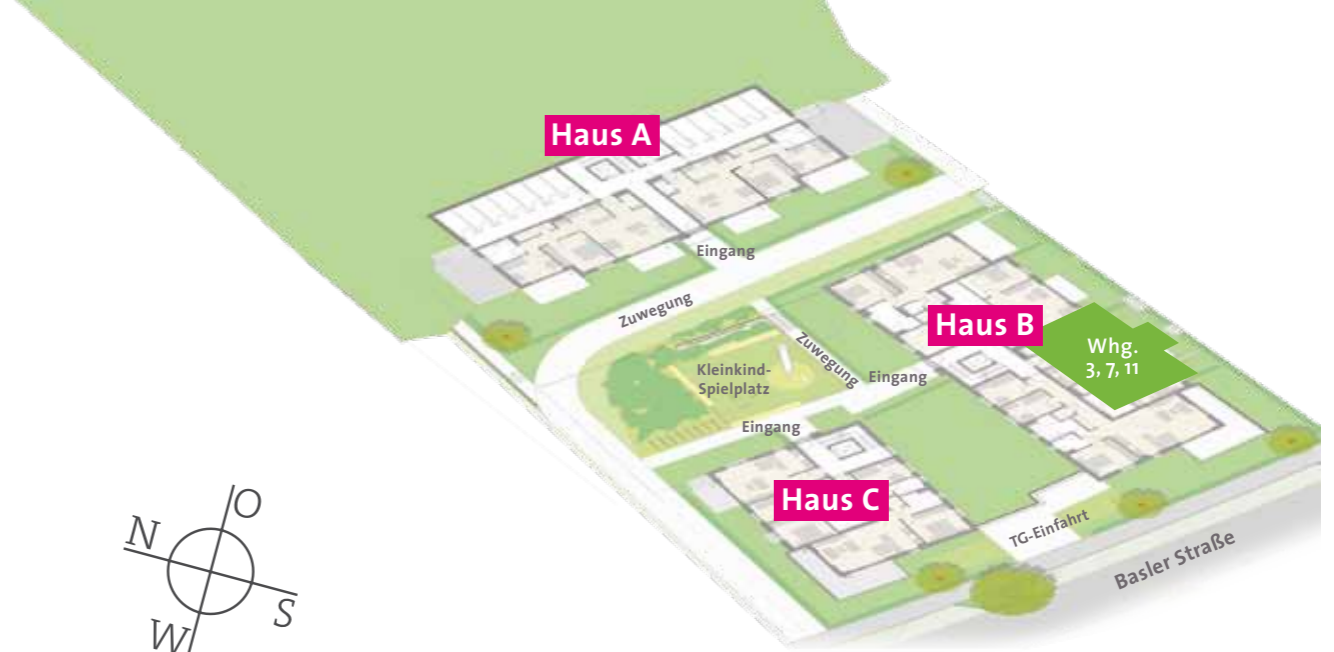 Haus A
Eingang
Zuwegung
Haus B
Whg.
3, 7, 11
Zuwegung
Kleinkind-
Spielplatz
Eingang
Eingang
Haus C
TG-Einfahrt
Basler Straße
O
N
S
W